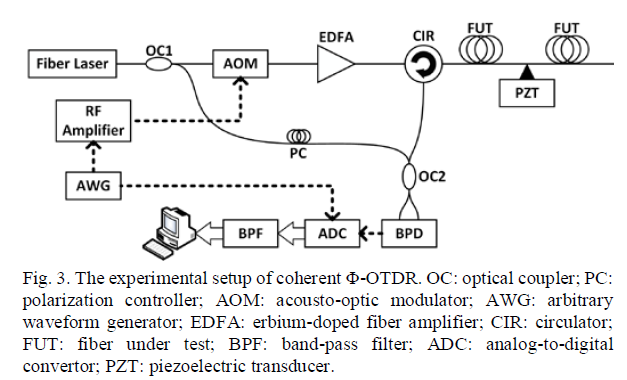 FUT
FUT
EDFA
CIR
OC1
Fiber Laser
AOM
PZT
RF
Amplifier
PC
OC2
AWG
BPF
ADC
BPD
Fig. 3. The experimental setup of coherent Φ-OTDR. OC: optical coupler; PC:
polarization controller; AOM: acousto-optic modulator; AWG: arbitrary
waveform generator; EDFA: erbium-doped fiber amplifier; CIR: circulator;
FUT: fiber under test; BPF: band-pass filter; ADC: analog-to-digital
convertor; PZT: piezoelectric transducer.